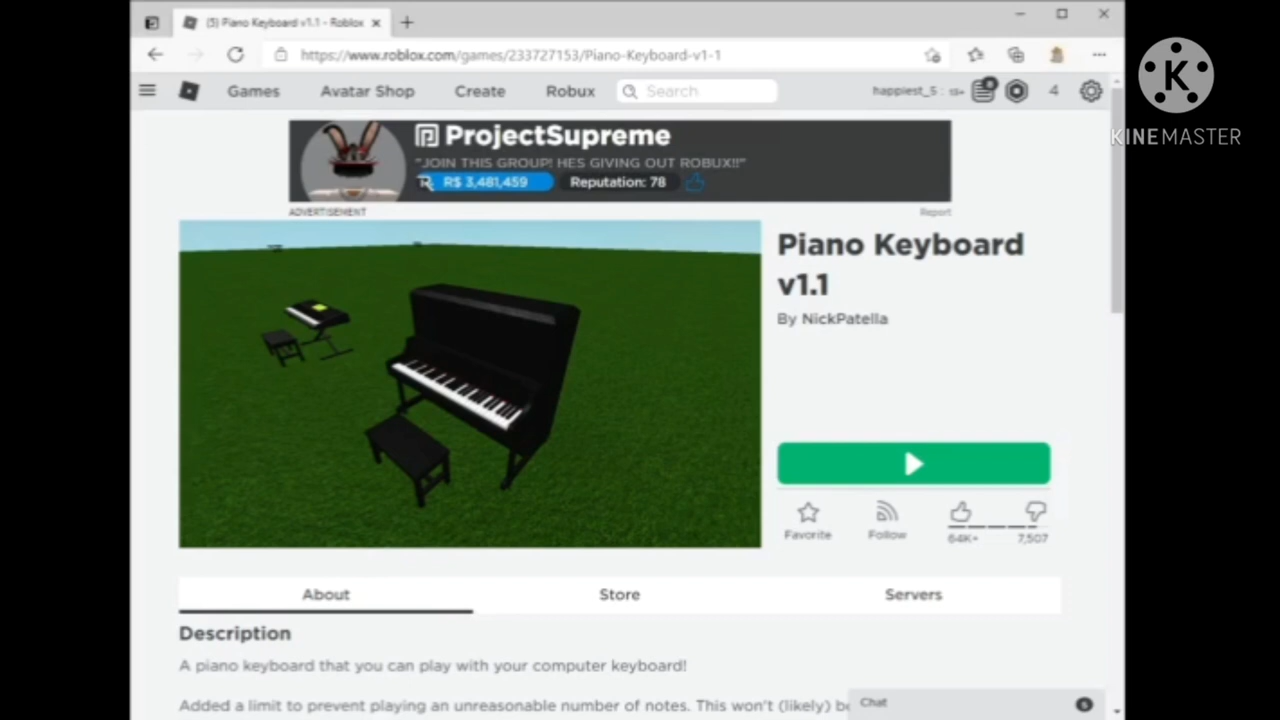 (5) Piano Keyboard v1.1 - Roblox
https://www.roblox.com/games/233727153/Piano-Keyboard-v1-1
Games Avatar Shop Create Robux Search happiest_5 : 13+ 4
KINEMASTER
ProjectSupreme
"JOIN THIS GROUP! HES GIVING OUT ROBUX!!"
R$ 3,481,459 Reputation: 78
ADVERTISEMENT Report
Piano Keyboard
v1.1
By NickPatella
Favorite Follow 64K+ 7,507
About Store Servers
Description
A piano keyboard that you can play with your computer keyboard!
Added a limit to prevent playing an unreasonable number of notes. This won't (likely)
Chat